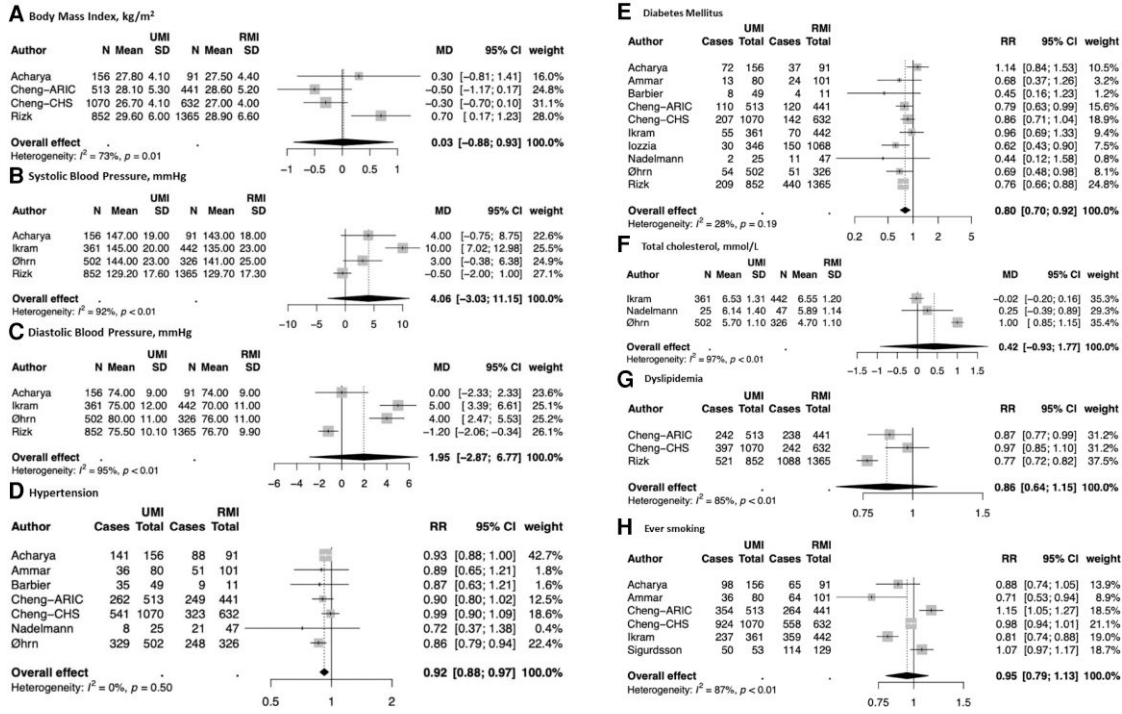 A Body Mass Index, kg/m²
UMI RMI
Author N Mean SD N Mean SD MD 95% CI weight
Acharya 156 27.80 4.10 91 27.50 4.40 0.30 [−0.81; 1.41] 16.0%
Cheng−ARIC 513 28.10 5.30 441 28.60 5.20 −0.50 [−1.17; 0.17] 24.8%
Cheng−CHS 1070 26.70 4.10 632 27.00 4.00 −0.30 [−0.70; 0.10] 31.1%
Rizk 852 29.60 6.00 1365 28.90 6.60 0.70 [ 0.17; 1.23] 28.0%
Overall effect . . 0.03 [−0.88; 0.93] 100.0%
Heterogeneity: I² = 73%, p = 0.01
−1 −0.5 0 0.5 1
B Systolic Blood Pressure, mmHg
UMI RMI
Author N Mean SD N Mean SD MD 95% CI weight
Acharya 156 147.00 19.00 91 143.00 18.00 4.00 [−0.75; 8.75] 22.6%
Ikram 361 145.00 20.00 442 135.00 23.00 10.00 [ 7.02; 12.98] 25.5%
Øhrn 502 144.00 23.00 326 141.00 25.00 3.00 [−0.38; 6.38] 24.9%
Rizk 852 129.20 17.60 1365 129.70 17.30 −0.50 [−2.00; 1.00] 27.1%
Overall effect . . 4.06 [−3.03; 11.15] 100.0%
Heterogeneity: I² = 92%, p < 0.01
−10 −5 0 5 10
C Diastolic Blood Pressure, mmHg
UMI RMI
Author N Mean SD N Mean SD MD 95% CI weight
Acharya 156 74.00 9.00 91 74.00 9.00 0.00 [−2.33; 2.33] 23.6%
Ikram 361 75.00 12.00 442 70.00 11.00 5.00 [ 3.39; 6.61] 25.1%
Øhrn 502 80.00 11.00 326 76.00 11.00 4.00 [ 2.47; 5.53] 25.2%
Rizk 852 75.50 10.10 1365 76.70 9.90 −1.20 [−2.06; −0.34] 26.1%
Overall effect . . 1.95 [−2.87; 6.77] 100.0%
Heterogeneity: I² = 95%, p < 0.01
−6 −4 −2 0 2 4 6
D Hypertension
UMI RMI
Author Cases Total Cases Total RR 95% CI weight
Acharya 141 156 88 91 0.93 [0.88; 1.00] 42.7%
Ammar 36 80 51 101 0.89 [0.65; 1.21] 1.8%
Barbier 35 49 9 11 0.87 [0.63; 1.21] 1.6%
Cheng−ARIC 262 513 249 441 0.90 [0.80; 1.02] 12.5%
Cheng−CHS 541 1070 323 632 0.99 [0.90; 1.09] 18.6%
Nadelmann 8 25 21 47 0.72 [0.37; 1.38] 0.4%
Øhrn 329 502 248 326 0.86 [0.79; 0.94] 22.4%
Overall effect . . 0.92 [0.88; 0.97] 100.0%
Heterogeneity: I² = 0%, p = 0.50
0.5 1 2
E Diabetes Mellitus
UMI RMI
Author Cases Total Cases Total RR 95% CI weight
Acharya 72 156 37 91 1.14 [0.84; 1.53] 10.5%
Ammar 13 80 24 101 0.68 [0.37; 1.26] 3.2%
Barbier 8 49 4 11 0.45 [0.16; 1.23] 1.2%
Cheng−ARIC 110 513 120 441 0.79 [0.63; 0.99] 15.6%
Cheng−CHS 207 1070 142 632 0.86 [0.71; 1.04] 18.9%
Ikram 55 361 70 442 0.96 [0.69; 1.33] 9.4%
Iozzia 30 346 150 1068 0.62 [0.43; 0.90] 7.5%
Nadelmann 2 25 11 47 0.44 [0.12; 1.58] 0.8%
Øhrn 54 502 51 326 0.69 [0.48; 0.98] 8.1%
Rizk 209 852 440 1365 0.76 [0.66; 0.88] 24.8%
Overall effect . . 0.80 [0.70; 0.92] 100.0%
Heterogeneity: I² = 28%, p = 0.19
0.2 0.5 1 2 5
F Total cholesterol, mmol/L
UMI RMI
Author N Mean SD N Mean SD MD 95% CI weight
Ikram 361 6.53 1.31 442 6.55 1.20 −0.02 [−0.20; 0.16] 35.3%
Nadelmann 25 6.14 1.40 47 5.89 1.14 0.25 [−0.39; 0.89] 29.3%
Øhrn 502 5.70 1.10 326 4.70 1.10 1.00 [ 0.85; 1.15] 35.4%
Overall effect . . 0.42 [−0.93; 1.77] 100.0%
Heterogeneity: I² = 97%, p < 0.01
−1.5 −1 −0.5 0 0.5 1 1.5
G Dyslipidemia
Cheng−ARIC 242 513 238 441 0.87 [0.77; 0.99] 31.2%
Cheng−CHS 397 1070 242 632 0.97 [0.85; 1.10] 31.2%
Rizk 521 852 1088 1365 0.77 [0.72; 0.82] 37.5%
Overall effect . . 0.86 [0.64; 1.15] 100.0%
Heterogeneity: I² = 85%, p < 0.01
0.75 1 1.5
H Ever smoking
UMI RMI
Author Cases Total Cases Total RR 95% CI weight
Acharya 98 156 65 91 0.88 [0.74; 1.05] 13.9%
Ammar 36 80 64 101 0.71 [0.53; 0.94] 8.7%
Cheng−ARIC 354 513 264 441 1.15 [1.05; 1.27] 18.5%
Cheng−CHS 924 1070 558 632 0.98 [0.94; 1.01] 21.1%
Ikram 237 361 359 442 0.81 [0.74; 0.88] 19.0%
Sigurdsson 50 53 114 129 1.07 [0.97; 1.17] 18.7%
Overall effect . . 0.95 [0.79; 1.13] 100.0%
Heterogeneity: I² = 87%, p < 0.01
0.75 1 1.5